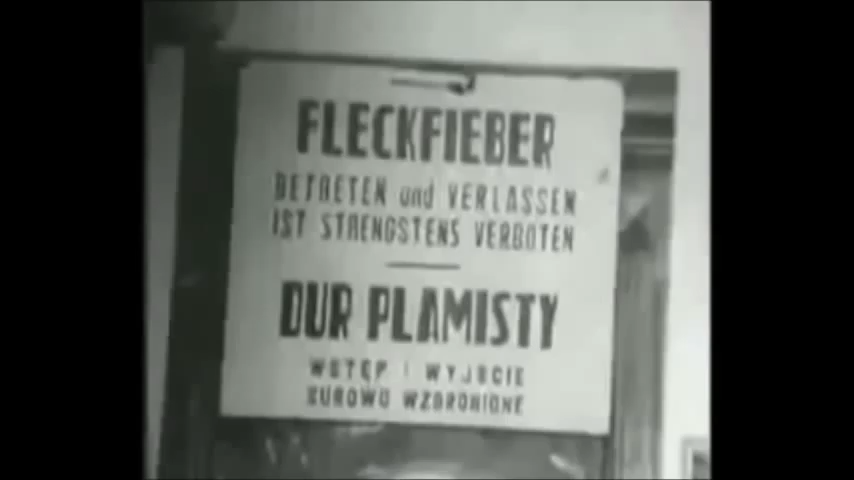 FLECKFIEBER
BETRETEN und VERLASSEN
IST STRENGSTENS VERBOTEN
DUR PLAMISTY
WSTĘP I WYJŚCIE
SUROWO WZBRONIONE